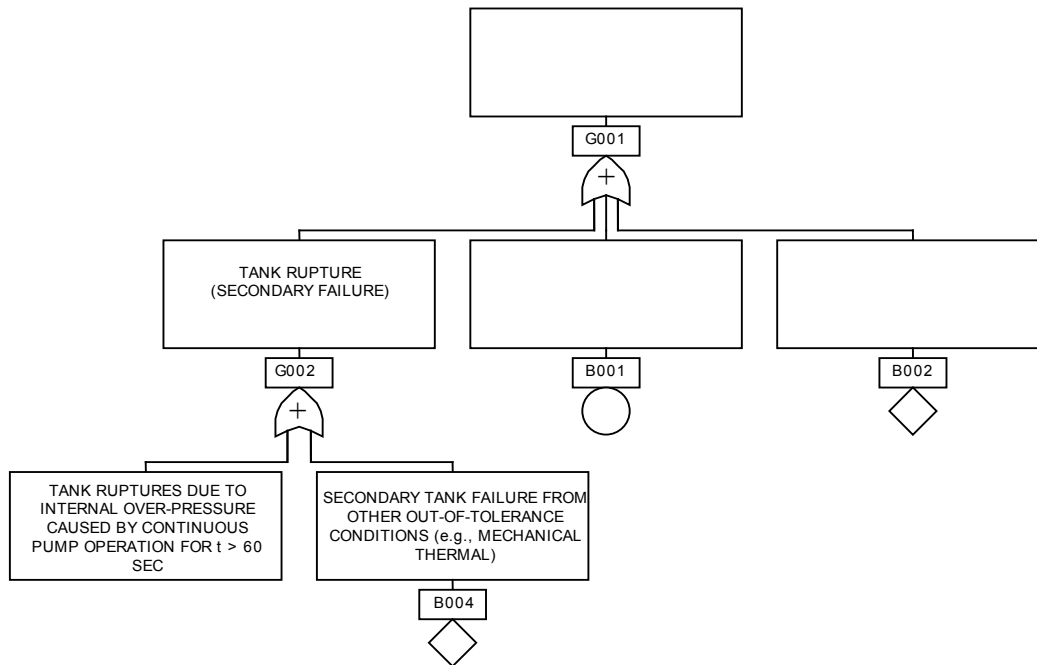 G001
+
TANK RUPTURE
(SECONDARY FAILURE)
G002
B001
B002
+
TANK RUPTURES DUE TO
INTERNAL OVER-PRESSURE
CAUSED BY CONTINUOUS
PUMP OPERATION FOR t > 60
SEC
SECONDARY TANK FAILURE FROM
OTHER OUT-OF-TOLERANCE
CONDITIONS (e.g., MECHANICAL
THERMAL)
B004